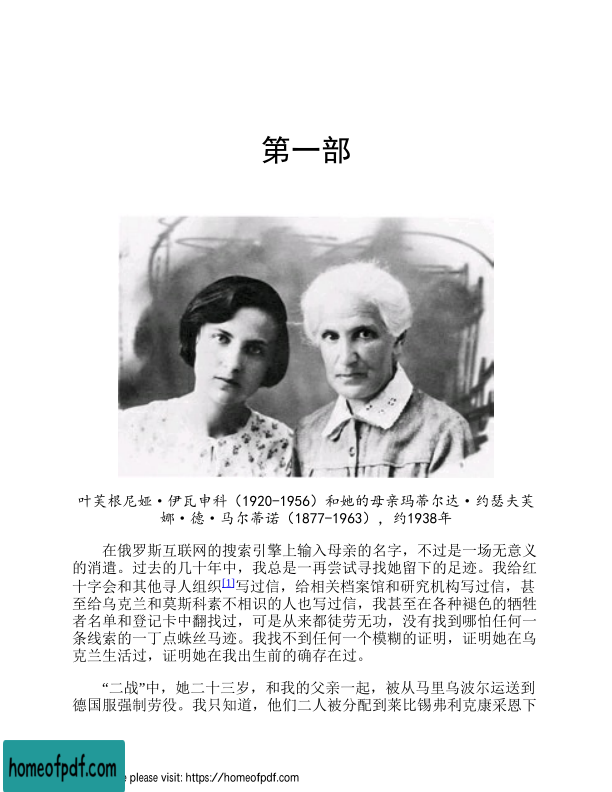 第一部
叶芙根尼娅·伊瓦申科（1920-1956）和她的母亲玛蒂尔达·约瑟夫芙
娜·德·马尔蒂诺（1877-1963），约1938年
在俄罗斯互联网的搜索引擎上输入母亲的名字，不过是一场无意义
的消遣。过去的几十年中，我总是一再尝试寻找她留下的足迹。我给红
十字会和其他寻人组织[1]写过信，给相关档案馆和研究机构写过信，甚
至给乌克兰和莫斯科素不相识的人也写过信，我甚至在各种褪色的牺牲
者名单和登记卡中翻找过，可是从来都徒劳无功，没有找到哪怕任何一
条线索的一丁点蛛丝马迹。我找不到任何一个模糊的证明，证明她在乌
克兰生活过，证明她在我出生前的确存在过。
“二战”中，她二十三岁，和我的父亲一起，被从马里乌波尔运送到
德国服强制劳役。我只知道，他们二人被分配到莱比锡弗利克康采恩下
homeofpdf.com
e please visit: https://homeofpdf.com